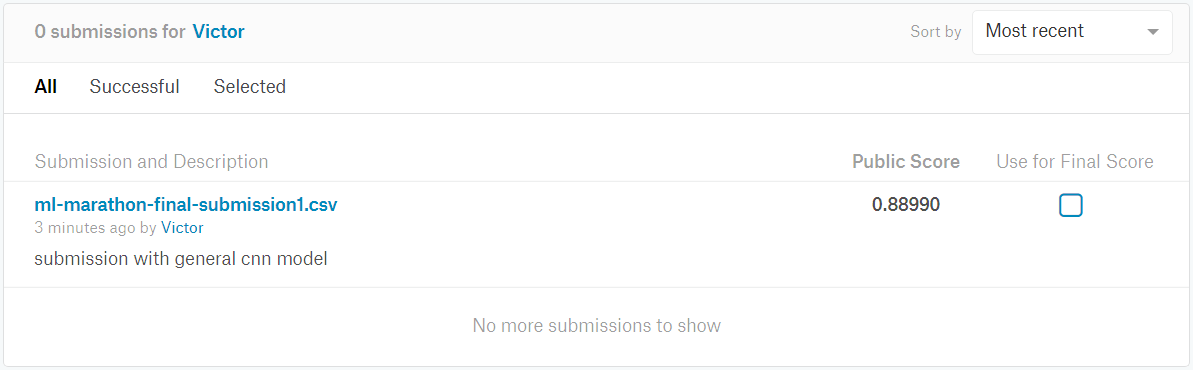 0 submissions for Victor
Sort by Most recent
All Successful Selected
Submission and Description Public Score Use for Final Score
ml-marathon-final-submission1.csv 0.88990
3 minutes ago by Victor
submission with general cnn model
No more submissions to show